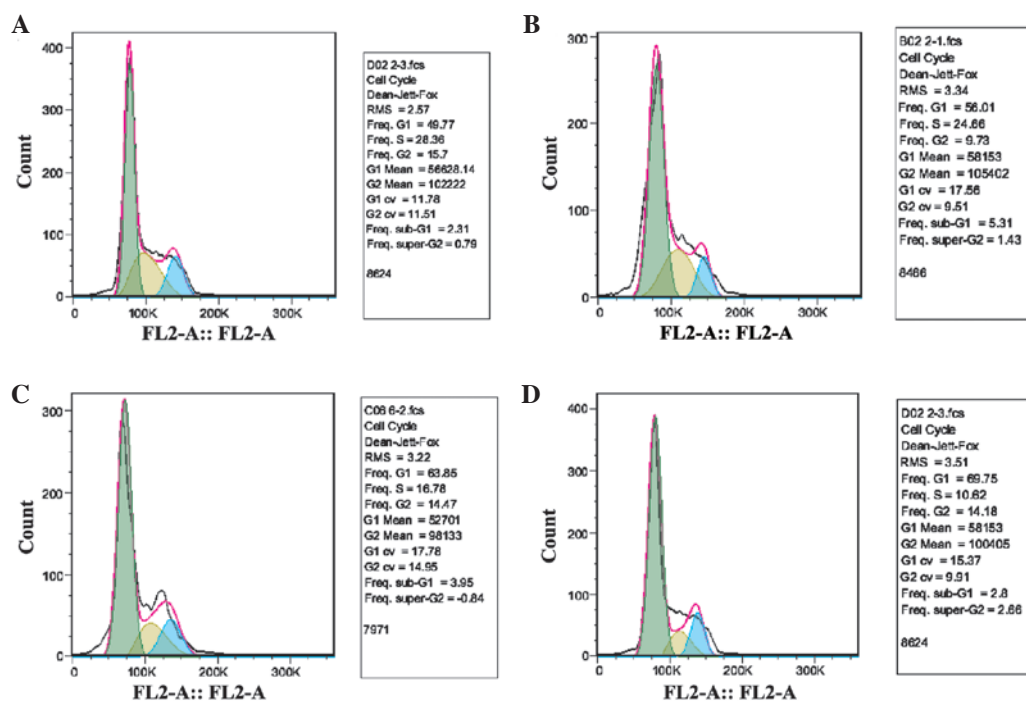 A
400
300
200
100
0
Count
0
100K
200K
300K
FL2-A:: FL2-A
D02 2-3.fcs
Cell Cycle
Dean-Jett-Fox
RMS = 2.57
Freq. G1 = 49.77
Freq. S = 28.36
Freq. G2 = 15.7
G1 Mean = 56628.14
G2 Mean = 102222
G1 cv = 11.78
G2 cv = 11.51
Freq. sub-G1 = 2.31
Freq. super-G2 = 0.79
8624
B
300
200
100
0
Count
0
100K
200K
300K
FL2-A:: FL2-A
B02 2-1.fcs
Cell Cycle
Dean-Jett-Fox
RMS = 3.34
Freq. G1 = 56.01
Freq. S = 24.66
Freq. G2 = 9.73
G1 Mean = 58153
G2 Mean = 105402
G1 cv = 17.56
G2 cv = 9.51
Freq. sub-G1 = 5.31
Freq. super-G2 = 1.43
8486
C
300
200
100
0
Count
0
100K
200K
300K
FL2-A:: FL2-A
C06 6-2.fcs
Cell Cycle
Dean-Jett-Fox
RMS = 3.22
Freq. G1 = 63.85
Freq. S = 16.78
Freq. G2 = 14.47
G1 Mean = 52701
G2 Mean = 98133
G1 cv = 17.78
G2 cv = 14.95
Freq. sub-G1 = 3.95
Freq. super-G2 = -0.84
7971
D
400
300
200
100
0
Count
0
100K
200K
300K
FL2-A:: FL2-A
D02 2-3.fcs
Cell Cycle
Dean-Jett-Fox
RMS = 3.51
Freq. G1 = 69.75
Freq. S = 10.62
Freq. G2 = 14.18
G1 Mean = 58153
G2 Mean = 100405
G1 cv = 15.37
G2 cv = 9.91
Freq. sub-G1 = 2.8
Freq. super-G2 = 2.66
8624